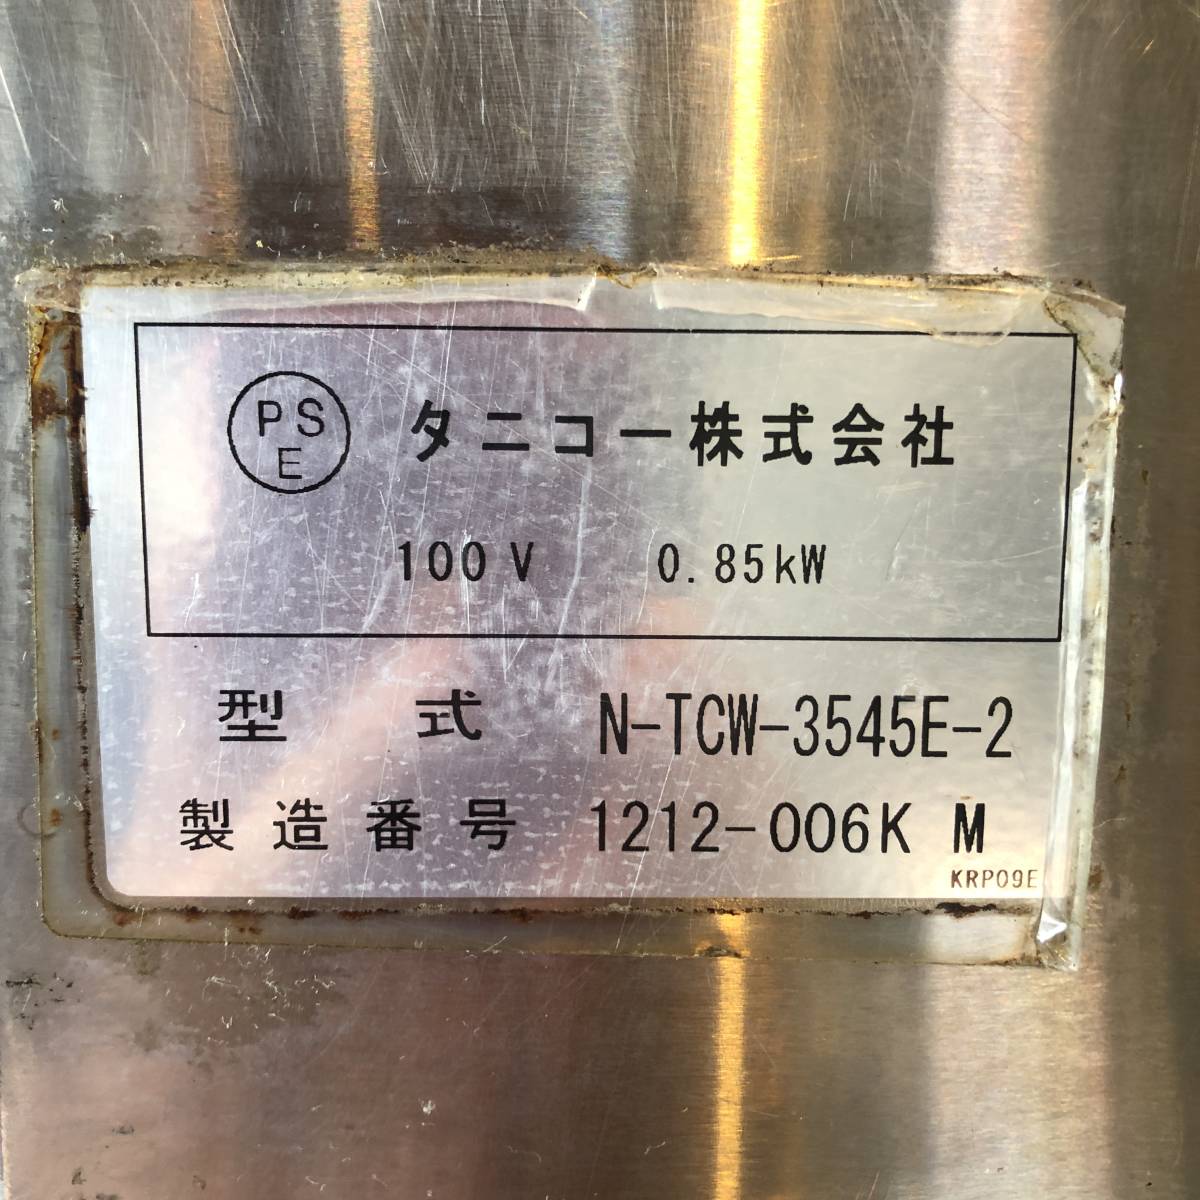 PS
E
タニコー株式会社
100V 0.85kW
型式 N-TCW-3545E-2
製造番号 1212-006K M
KRP09E